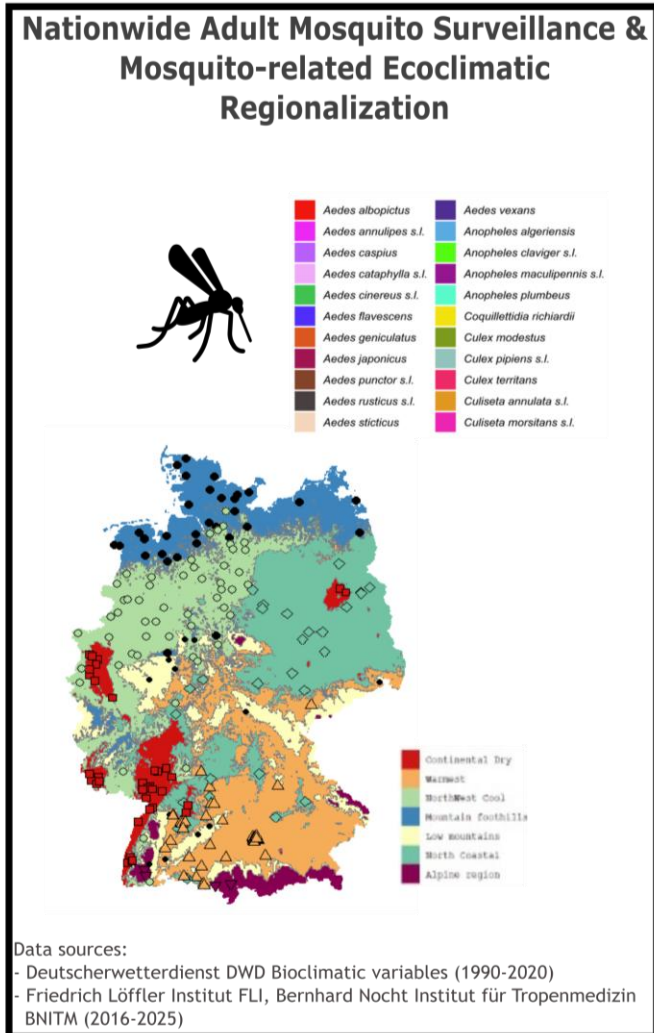 Nationwide Adult Mosquito Surveillance &
Mosquito-related Ecoclimatic
Regionalization
Aedes albopictus
Aedes annulipes s.l.
Aedes caspius
Aedes cataphylla s.l.
Aedes cinereus s.l.
Aedes flavescens
Aedes geniculatus
Aedes japonicus
Aedes punctor s.l.
Aedes rusticus s.l.
Aedes sticticus
Aedes vexans
Anopheles algeriensis
Anopheles claviger s.l.
Anopheles maculipennis s.l.
Anopheles plumbeus
Coquillettidia richiardii
Culex modestus
Culex pipiens s.l.
Culex territans
Culiseta annulata s.l.
Culiseta morsitans s.l.
Continental Dry
Warmest
NorthWest Cool
Mountain foothills
Low mountains
North Coastal
Alpine region
Data sources:
- Deutscherwetterdienst DWD Bioclimatic variables (1990-2020)
- Friedrich Löffler Institut FLI, Bernhard Nocht Institut für Tropenmedizin
BNITM (2016-2025)